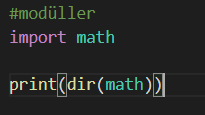 #modüller
import math
print(dir(math))